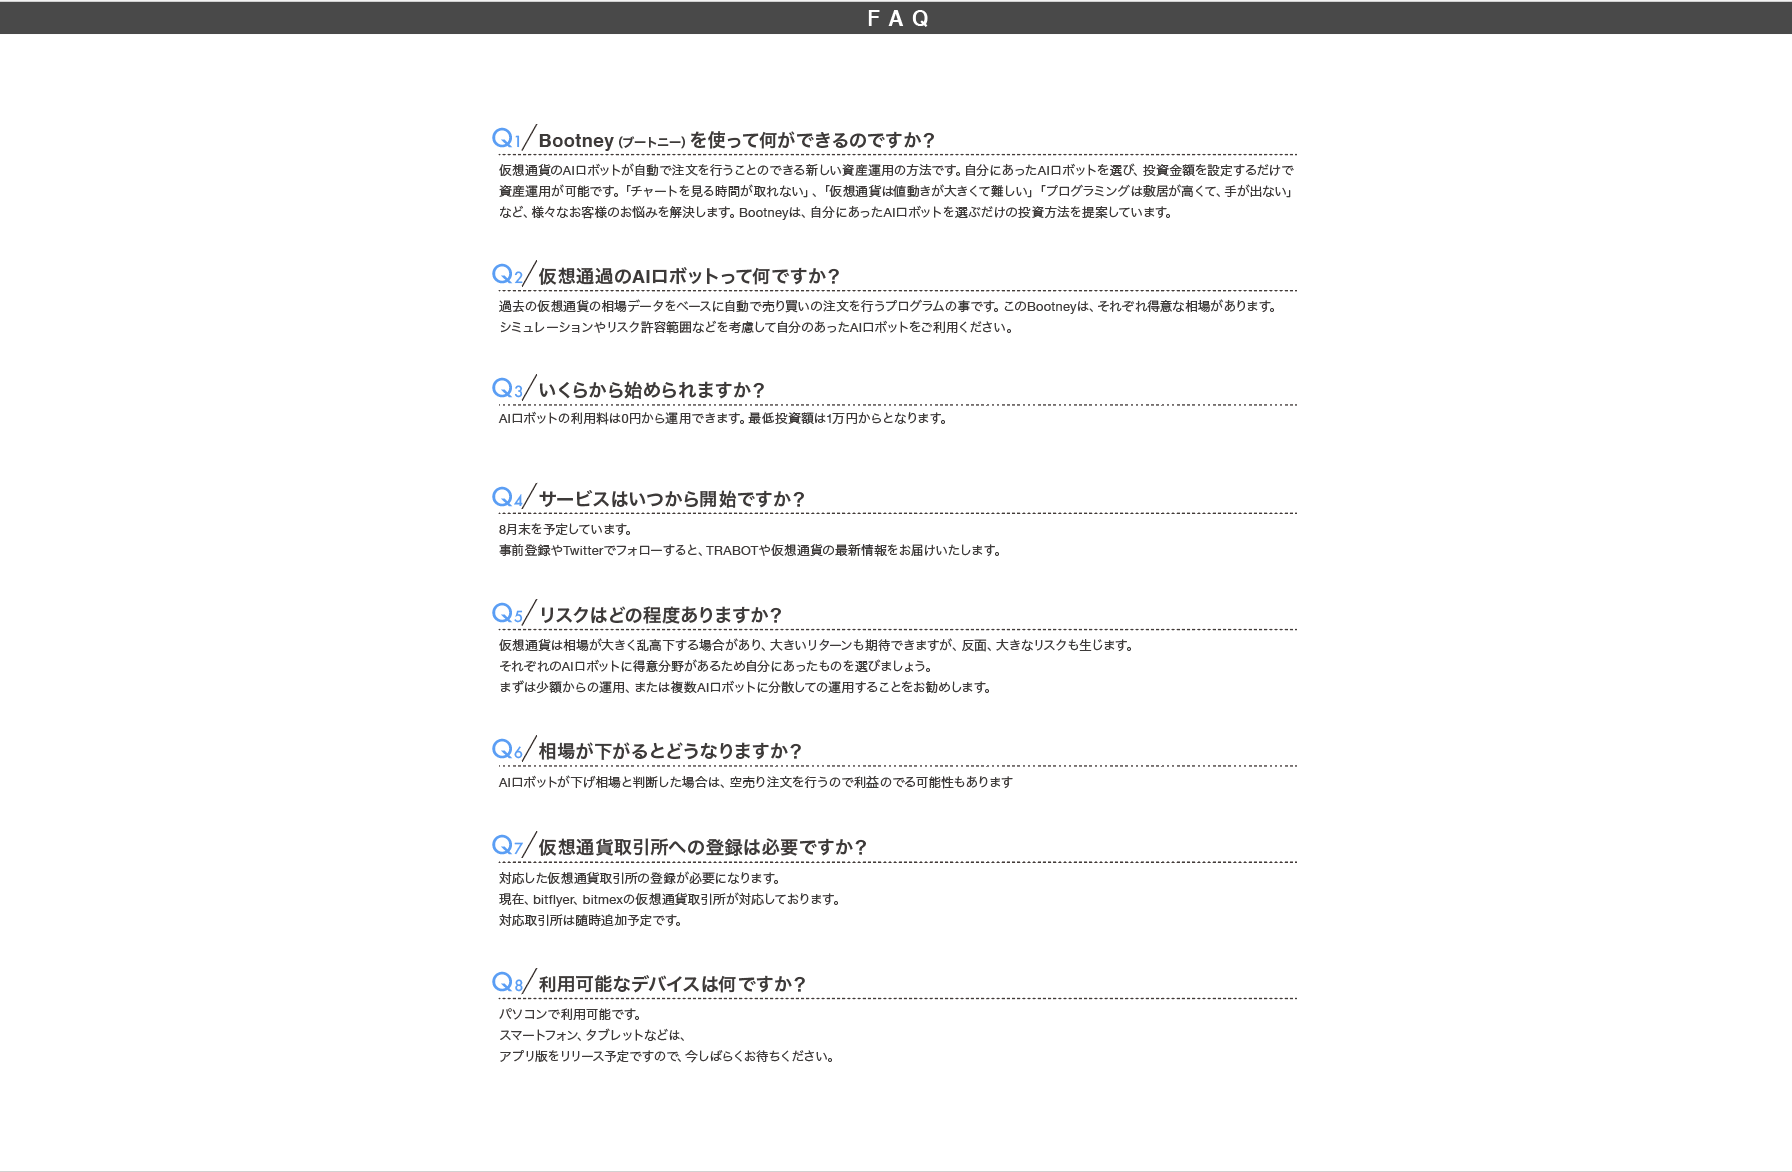 FAQ
Q1/Bootney（ブートニー）を使って何ができるのですか？
仮想通貨のAIロボットが自動で注文を行うことのできる新しい資産運用の方法です。自分にあったAIロボットを選び、投資金額を設定するだけで
資産運用が可能です。「チャートを見る時間が取れない」、「仮想通貨は値動きが大きくて難しい」「プログラミングは敷居が高くて、手が出ない」
など、様々なお客様のお悩みを解決します。Bootneyは、自分にあったAIロボットを選ぶだけの投資方法を提案しています。
Q2/仮想通過のAIロボットって何ですか？
過去の仮想通貨の相場データをベースに自動で売り買いの注文を行うプログラムの事です。このBootneyは、それぞれ得意な相場があります。
シミュレーションやリスク許容範囲などを考慮して自分のあったAIロボットをご利用ください。
Q3/いくらから始められますか？
AIロボットの利用料は0円から運用できます。最低投資額は1万円からとなります。
Q4/サービスはいつから開始ですか？
8月末を予定しています。
事前登録やTwitterでフォローすると、TRABOTや仮想通貨の最新情報をお届けいたします。
Q5/リスクはどの程度ありますか？
仮想通貨は相場が大きく乱高下する場合があり、大きいリターンも期待できますが、反面、大きなリスクも生じます。
それぞれのAIロボットに得意分野があるため自分にあったものを選びましょう。
まずは少額からの運用、または複数AIロボットに分散しての運用することをお勧めします。
Q6/相場が下がるとどうなりますか？
AIロボットが下げ相場と判断した場合は、空売り注文を行うので利益のでる可能性もあります
Q7/仮想通貨取引所への登録は必要ですか？
対応した仮想通貨取引所の登録が必要になります。
現在、bitflyer、bitmexの仮想通貨取引所が対応しております。
対応取引所は随時追加予定です。
Q8/利用可能なデバイスは何ですか？
パソコンで利用可能です。
スマートフォン、タブレットなどは、
アプリ版をリリース予定ですので、今しばらくお待ちください。